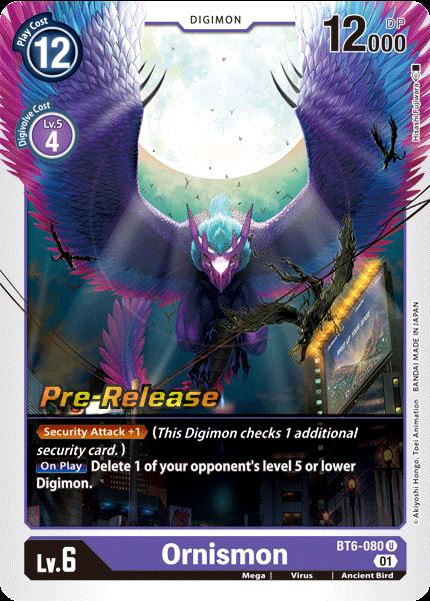 DIGIMON
Play Cost
12
12000 DP
Digivolve Cost
Lv.5
4
Hisashi Fujiwara
Pre-Release
Security Attack +1 (This Digimon checks 1 additional
security card.)
On Play Delete 1 of your opponent's level 5 or lower
Digimon.
©Akiyoshi Hongo, Toei Animation BANDAI MADE IN JAPAN
Lv.6
Ornismon
BT6-080 U
01
Mega | Virus | Ancient Bird